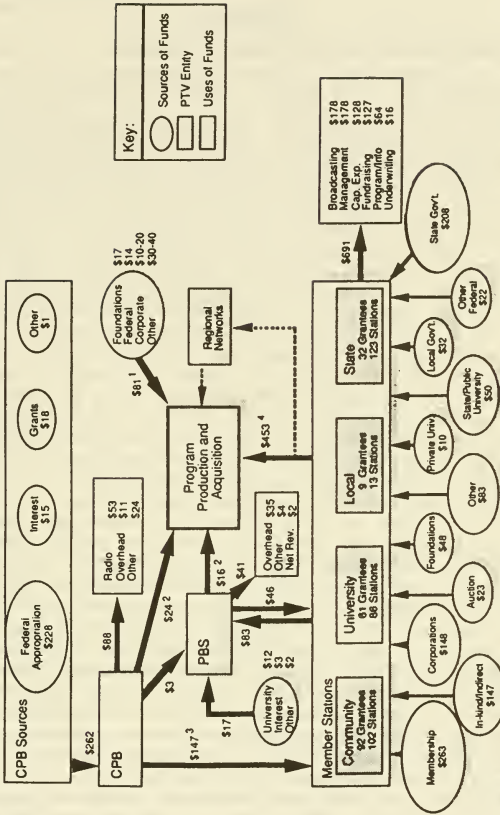 CPB Sources
Federal
Appropriation
$228
Interest
$15
Grants
$18
Other
$1
Key:
Sources of Funds
PTV Entity
Uses of Funds
$262
CPB
$88
Radio
Overhead
Other
$53
$11
$24
$24 2
$3
$147 3
Foundations
Federal
Corporate
Other
$17
$14
$10-20
$30-40
$81 1
Program
Production and
Acquisition
Regional
Networks
PBS
$16 2
$41
Overhead
Other
Net Rev.
$35
$4
$2
$17
University
Interest
Other
$12
$3
$2
$83
$46
$453 4
Member Stations
Community
92 Grantees
102 Stations
University
61 Grantees
86 Stations
Local
9 Grantees
13 Stations
State
32 Grantees
123 Stations
$691
Broadcasting
Management
Cap. Exp.
Fundraising
Program/Info
Underwriting
$178
$178
$128
$127
$64
$16
Membership
$263
In-kind/Indirect
$147
Corporations
$148
Auction
$23
Foundations
$48
Other
$83
Private Univ.
$10
State/Public
University
$50
Local Gov't.
$32
Other
Federal
$22
State Gov't.
$208